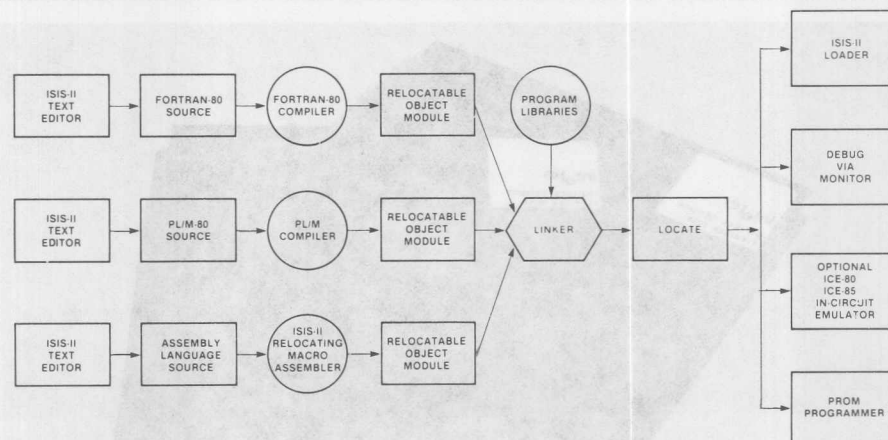 ISIS-II
TEXT
EDITOR
FORTRAN-80
SOURCE
FORTRAN-80
COMPILER
RELOCATABLE
OBJECT
MODULE
PROGRAM
LIBRARIES
ISIS-II
TEXT
EDITOR
PL/M-80
SOURCE
PL/M
COMPILER
RELOCATABLE
OBJECT
MODULE
LINKER
LOCATE
ISIS-II
TEXT
EDITOR
ASSEMBLY
LANGUAGE
SOURCE
ISIS-II
RELOCATING
MACRO
ASSEMBLER
RELOCATABLE
OBJECT
MODULE
ISIS-II
LOADER
DEBUG
VIA
MONITOR
OPTIONAL
ICE-80
ICE-85
IN-CIRCUIT
EMULATOR
PROM
PROGRAMMER